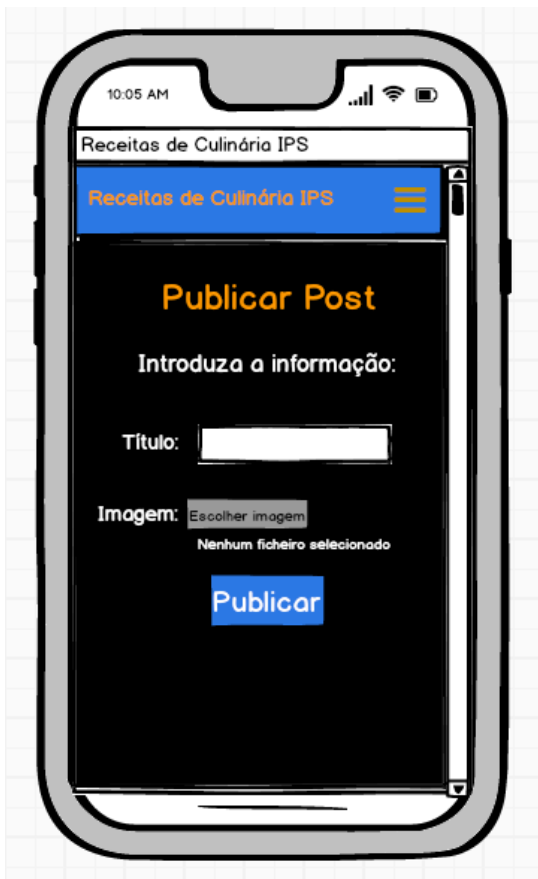 10:05 AM
Receitas de Culinária IPS
Receitas de Culinária IPS
Publicar Post
Introduza a informação:
Título:
Imagem: Escolher imagem
Nenhum ficheiro selecionado
Publicar